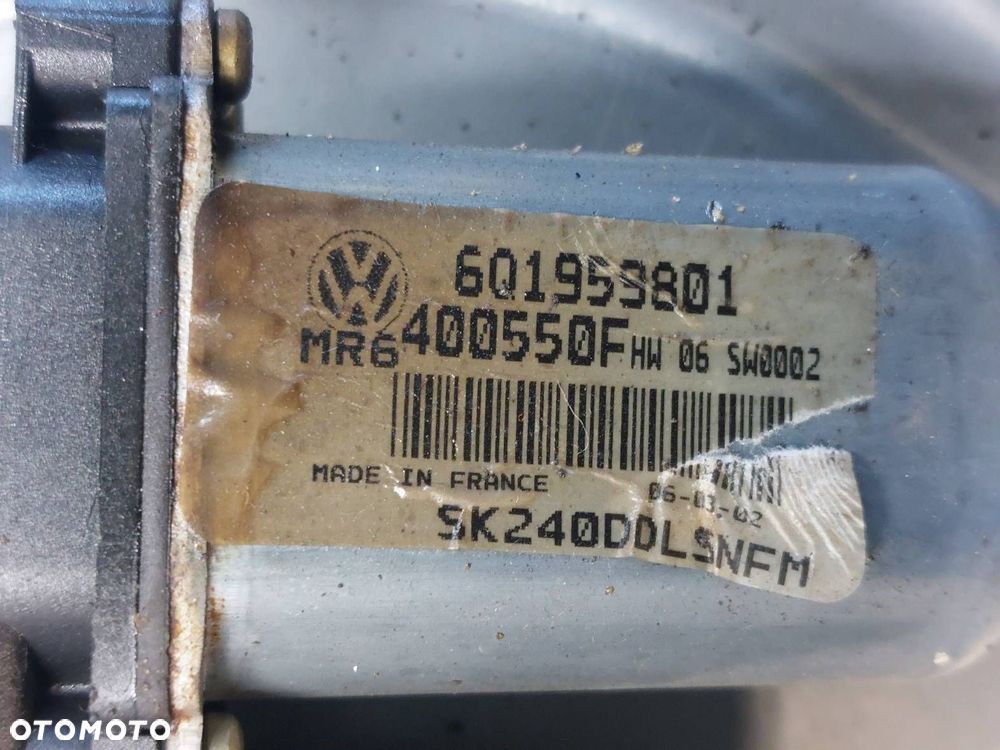 6Q1959801
MR6 400550F HW 06 SW0002
MADE IN FRANCE 06-03-02
SK240DDLSNFM
OTOMOTO